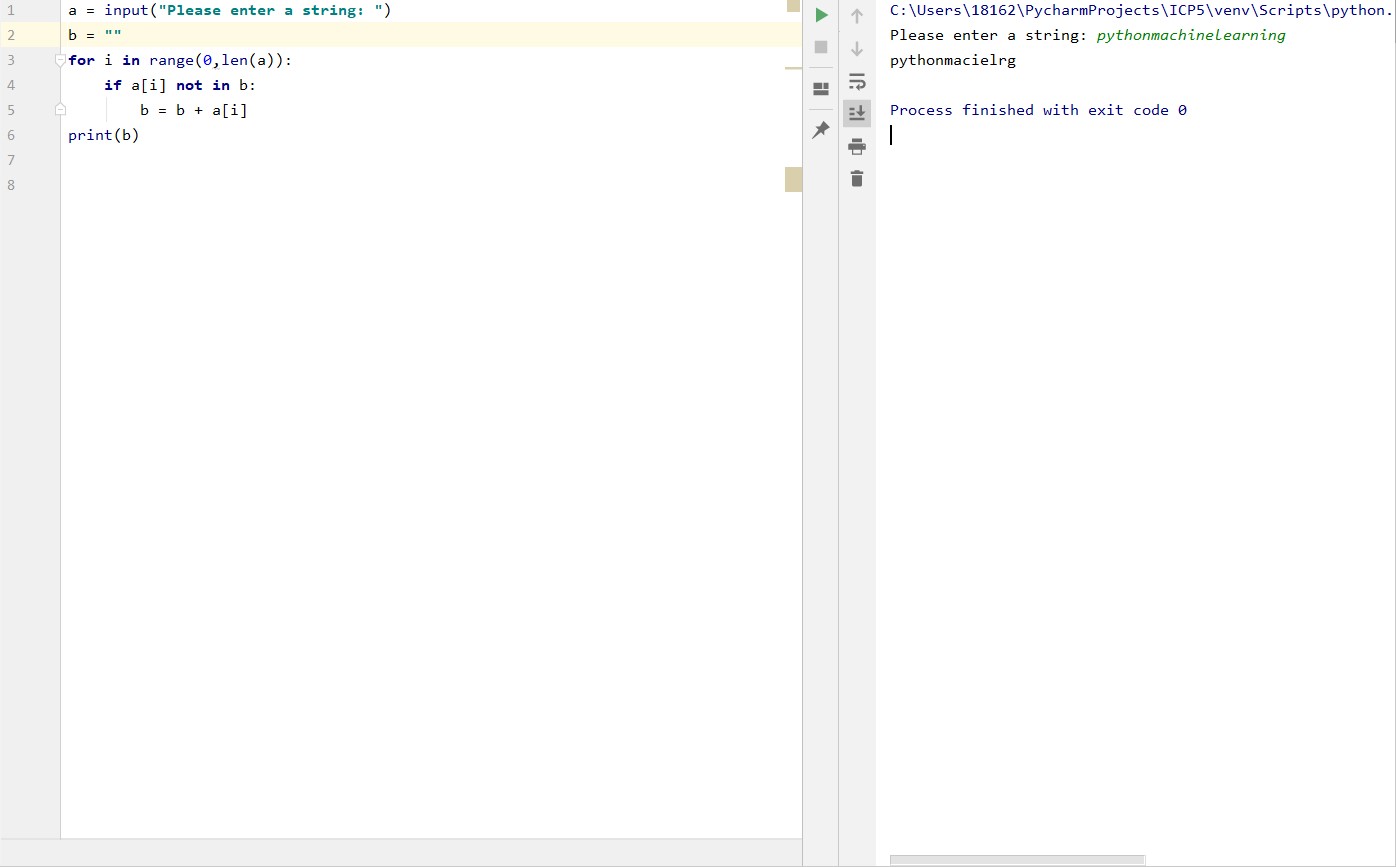 1 a = input("Please enter a string: ")
2 b = ""
3 for i in range(0,len(a)):
4     if a[i] not in b:
5         b = b + a[i]
6 print(b)
7
8
C:\Users\18162\PycharmProjects\ICP5\venv\Scripts\python.
Please enter a string: pythonmachinelearning
pythonmacielrg
Process finished with exit code 0